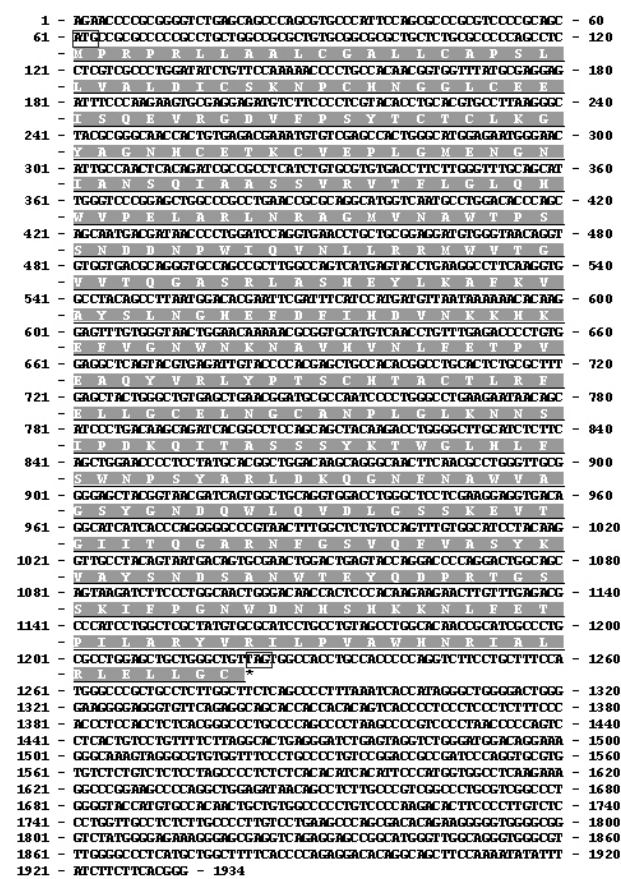 1 - AGAACCCCGCGGGGTCTGAGCAGCCCAGCGTGCCCATTCCAGCGCCCGCGTCCCCGCAGC - 60
61 - ATGCCGCGCCCCCGCCTGCTGGCCGCGCTGTGCGGCGCGCTGCTCTGCGCCCCCAGCCTC - 120
- M P R P R L L A A L C G A L L C A P S L
121 - CTCGTCGCCCTGGATATCTGTTCCAAAAACCCCTGCCACAACGGTGGTTTATGCGAGGAG - 180
- L V A L D I C S K N P C H N G G L C E E
181 - ATTTCCCAAGAAGTGCGAGGAGATGTCTTCCCCTCGTACACCTGCACGTGCCTTAAGGGC - 240
- I S Q E V R G D V F P S Y T C T C L K G
241 - TACGCGGGCAACCACTGTGAGACGAAATGTGTCGAGCCACTGGGCATGGAGAATGGGAAC - 300
- Y A G N H C E T K C V E P L G M E N G N
301 - ATTGCCAACTCACAGATCGCCGCCTCATCTGTGCGTGTGACCTTCTTGGGTTTGCAGCAT - 360
- I A N S Q I A A S S V R V T F L G L Q H
361 - TGGGTCCCGGAGCTGGCCCGCCTGAACCGCGCAGGCATGGTCAATGCCTGGACACCCAGC - 420
- W V P E L A R L N R A G M V N A W T P S
421 - AGCAATGACGATAACCCCTGGATCCAGGTGAACCTGCTGCGGAGGATGTGGGTAACAGGT - 480
- S N D D N P W I Q V N L L R R M W V T G
481 - GTGGTGACGCAGGGTGCCAGCCGCTTGGCCAGTCATGAGTACCTGAAGGCCTTCAAGGTG - 540
- V V T Q G A S R L A S H E Y L K A F K V
541 - GCCTACAGCCTTAATGGACACGAATTCGATTTCATCCATGATGTTAATAAAAAACACAAG - 600
- A Y S L N G H E F D F I H D V N K K H K
601 - GAGTTTGTGGGTAACTGGAACAAAAACGCGGTGCATGTCAACCTGTTTGAGACCCCTGTG - 660
- E F V G N W N K N A V H V N L F E T P V
661 - GAGGCTCAGTACGTGAGATTGTACCCCACGAGCTGCCACACGGCCTGCACTCTGCGCTTT - 720
- E A Q Y V R L Y P T S C H T A C T L R F
721 - GAGCTACTGGGCTGTGAGCTGAACGGATGCGCCAATCCCCTGGGCCTGAAGAATAACAGC - 780
- E L L G C E L N G C A N P L G L K N N S
781 - ATCCCTGACAAGCAGATCACGGCCTCCAGCAGCTACAAGACCTGGGGCTTGCATCTCTTC - 840
- I P D K Q I T A S S S Y K T W G L H L F
841 - AGCTGGAACCCCTCCTATGCACGGCTGGACAAGCAGGGCAACTTCAACGCCTGGGTTGCG - 900
- S W N P S Y A R L D K Q G N F N A W V A
901 - GGGAGCTACGGTAACGATCAGTGGCTGCAGGTGGACCTGGGCTCCTCGAAGGAGGTGACA - 960
- G S Y G N D Q W L Q V D L G S S K E V T
961 - GGCATCATCACCCAGGGGGCCCGTAACTTTGGCTCTGTCCAGTTTGTGGCATCCTACAAG - 1020
- G I I T Q G A R N F G S V Q F V A S Y K
1021 - GTTGCCTACAGTAATGACAGTGCGAACTGGACTGAGTACCAGGACCCCAGGACTGGCAGC - 1080
- V A Y S N D S A N W T E Y Q D P R T G S
1081 - AGTAAGATCTTCCCTGGCAACTGGGACAACCACTCCCACAAGAAGAACTTGTTTGAGACG - 1140
- S K I F P G N W D N H S H K K N L F E T
1141 - CCCATCCTGGCTCGCTATGTGCGCATCCTGCCTGTAGCCTGGCACAACCGCATCGCCCTG - 1200
- P I L A R Y V R I L P V A W H N R I A L
1201 - CGCCTGGAGCTGCTGGGCTGTTAGTGGCCACCTGCCACCCCCAGGTCTTCCTGCTTTCCA - 1260
- R L E L L G C *
1261 - TGGGCCCGCTGCCTCTTGGCTTCTCAGCCCCTTTAAATCACCATAGGGCTGGGGACTGGG - 1320
1321 - GAAGGGGAGGGTGTTCAGAGGCAGCACCACCACACAGTCACCCCTCCCTCCCTCTTTCCC - 1380
1381 - ACCCTCCACCTCTCACGGGCCCTGCCCCAGCCCCTAAGCCCCGTCCCCTAACCCCCAGTC - 1440
1441 - CTCACTGTCCTGTTTTCTTAGGCACTGAGGGATCTGAGTAGGTCTGGGATGGACAGGAAA - 1500
1501 - GGGCAAAGTAGGGCGTGTGGTTTCCCTGCCCCTGTCCGGACCGCCGATCCCAGGTGCGTG - 1560
1561 - TGTCTCTGTCTCTCCTAGCCCCTCTCTCACACATCACATTCCCATGGTGGCCTCAAGAAA - 1620
1621 - GGCCCGGAAGCCCCAGGCTGGAGATAACAGCCTCTTGCCCGTCGGCCCTGCGTCGGCCCT - 1680
1681 - GGGGTACCATGTGCCACAACTGCTGTGGCCCCCTGTCCCCAAGACACTTCCCCTTGTCTC - 1740
1741 - CCTGGTTGCCTCTCTTGCCCCTTGTCCTGAAGCCCAGCGACACAGAAGGGGGTGGGGCGG - 1800
1801 - GTCTATGGGGAGAAAGGGAGCGAGGTCAGAGGAGCCGGCATGGGTTGGCAGGGTGGGCGT - 1860
1861 - TTGGGGCCCTCATGCTGGCTTTTCACCCCAGAGGACACAGGCAGCTTCCAAAATATATTT - 1920
1921 - ATCTTCTTCACGGG - 1934